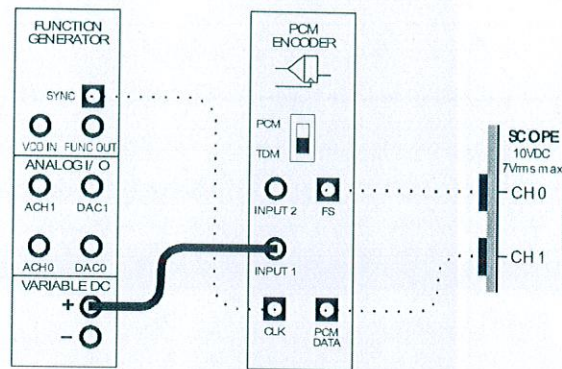 FUNCTION
GENERATOR
SYNC
VCO IN
FUNC OUT
ANALOG I/ O
ACH1
DAC1
ACH0
DAC0
VARIABLE DC
+
−
PCM
ENCODER
PCM
TDM
INPUT 2
FS
INPUT 1
CLK
PCM
DATA
SCOPE
10VDC
7Vrms max
CH 0
CH 1